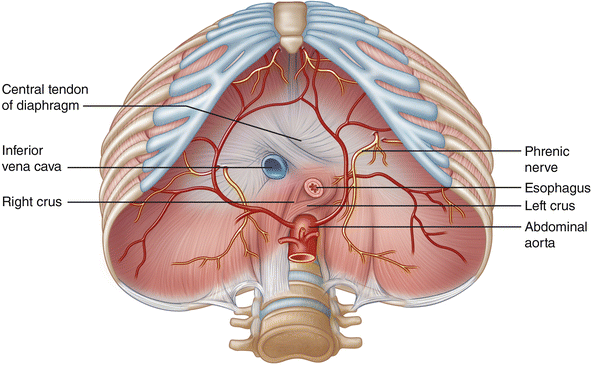 Central tendon
of diaphragm
Inferior
vena cava
Right crus
Phrenic
nerve
Esophagus
Left crus
Abdominal
aorta